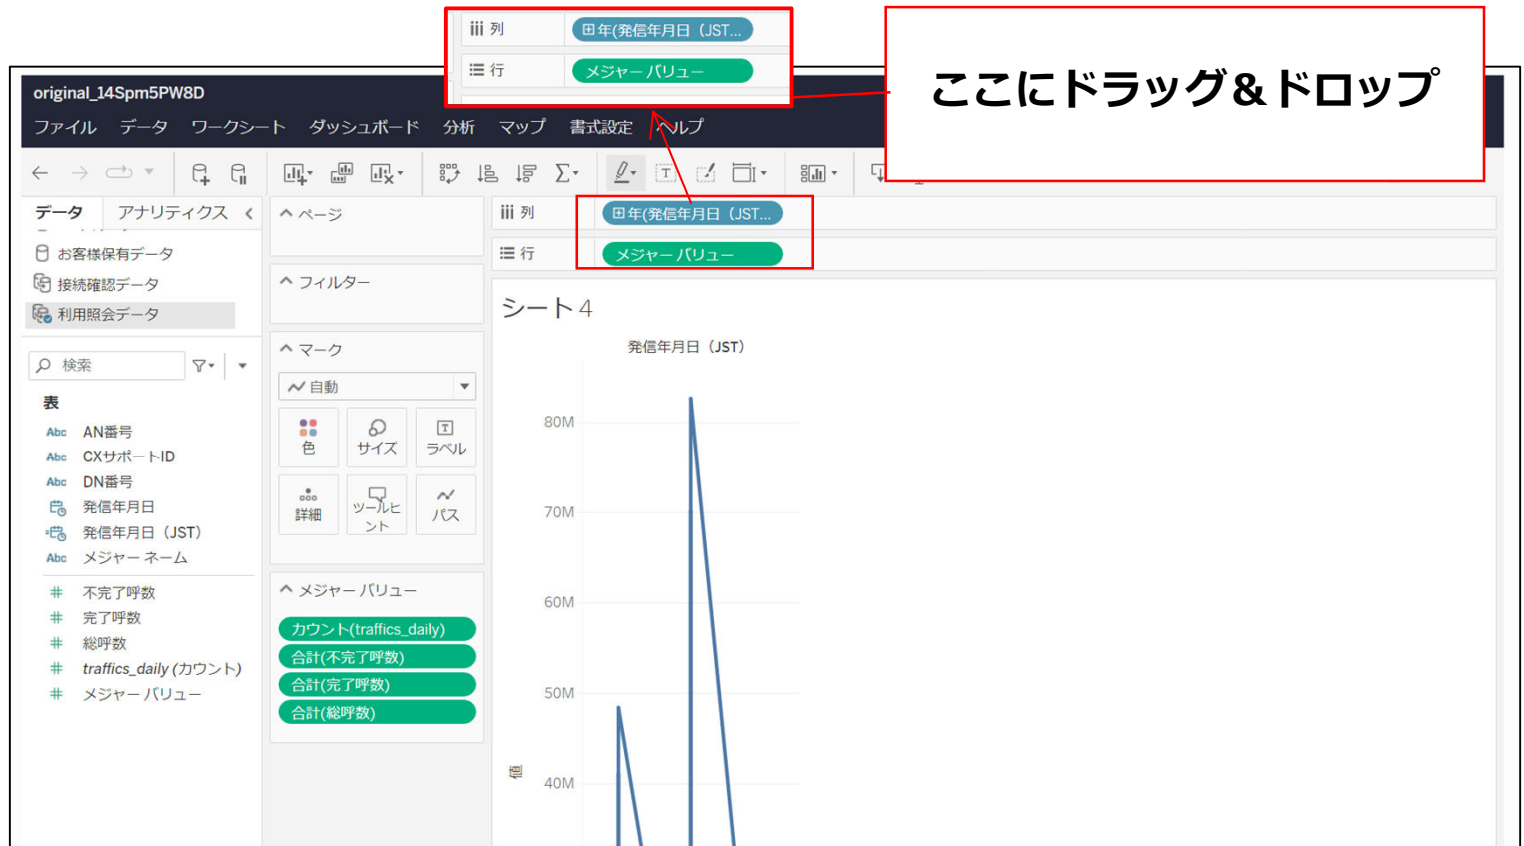 列
年(発信年月日（JST...
行
メジャー バリュー
ここにドラッグ＆ドロップ
original_14Spm5PW8D
ファイル データ ワークシート ダッシュボード 分析 マップ 書式設定 ヘルプ
データ アナリティクス
お客様保有データ
接続確認データ
利用照会データ
検索
表
Abc AN番号
Abc CXサポートID
Abc DN番号
発信年月日
発信年月日（JST）
Abc メジャー ネーム
# 不完了呼数
# 完了呼数
# 総呼数
# traffics_daily (カウント)
# メジャー バリュー
ページ
フィルター
マーク
自動
色 サイズ ラベル
詳細 ツールヒント パス
メジャー バリュー
カウント(traffics_daily)
合計(不完了呼数)
合計(完了呼数)
合計(総呼数)
列
年(発信年月日（JST...
行
メジャー バリュー
シート 4
発信年月日（JST）
80M
70M
60M
50M
40M
値